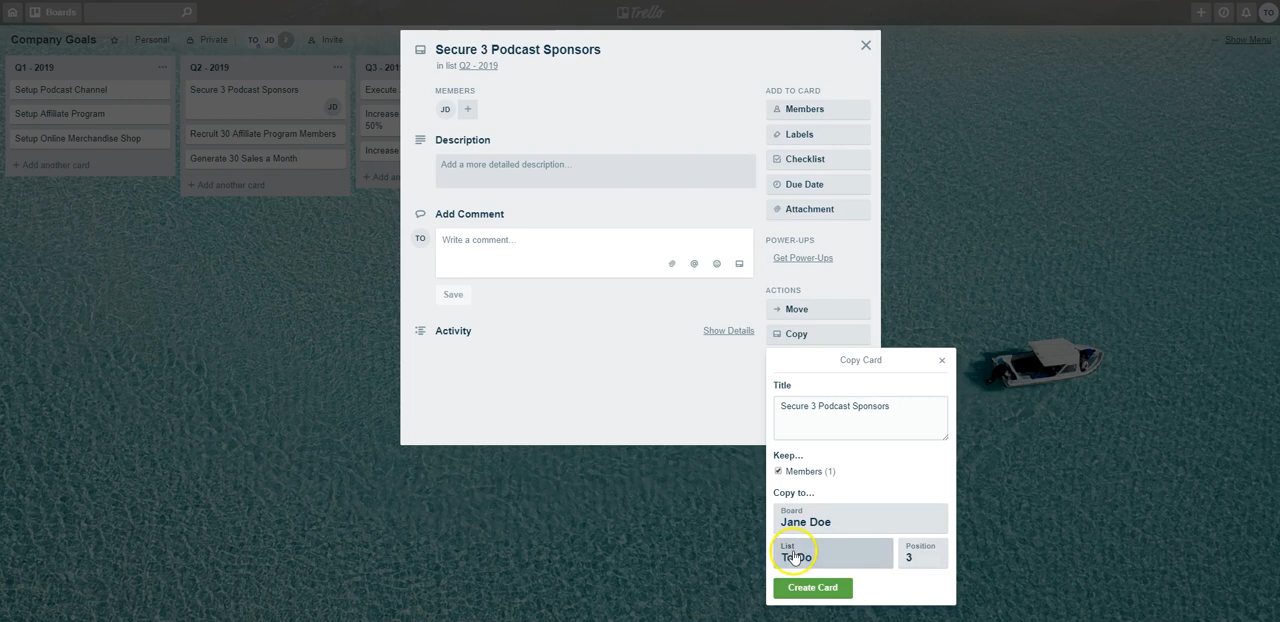 Boards
Trello
TO
Company Goals
Personal
Private
TO JD
Invite
Show Menu
Q1 - 2019
Setup Podcast Channel
Setup Affiliate Program
Setup Online Merchandise Shop
+ Add another card
Q2 - 2019
Secure 3 Podcast Sponsors
JD
Recruit 30 Affiliate Program Members
Generate 30 Sales a Month
+ Add another card
Q3 - 201
Execute
Increase
50%
Increase
+ Add an
Secure 3 Podcast Sponsors
in list Q2 - 2019
MEMBERS
JD +
Description
Add a more detailed description...
Add Comment
TO
Write a comment...
@
Save
Activity
Show Details
ADD TO CARD
Members
Labels
Checklist
Due Date
Attachment
POWER-UPS
Get Power-Ups
ACTIONS
Move
Copy
Copy Card
Title
Secure 3 Podcast Sponsors
Keep...
Members (1)
Copy to...
Board
Jane Doe
List
To Do
Position
3
Create Card